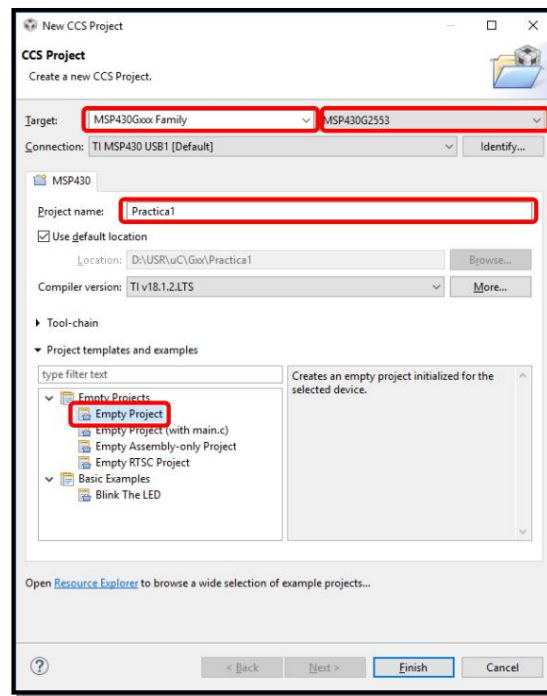 New CCS Project
CCS Project
Create a new CCS Project.
Target: MSP430Gxxx Family MSP430G2553
Connection: TI MSP430 USB1 [Default] Identify...
MSP430
Project name: Practica1
Use default location
Location: D:\USR\uC\Gxx\Practica1 Browse...
Compiler version: TI v18.1.2.LTS More...
Tool-chain
Project templates and examples
type filter text
Creates an empty project initialized for the
selected device.
Empty Projects
Empty Project
Empty Project (with main.c)
Empty Assembly-only Project
Empty RTSC Project
Basic Examples
Blink The LED
Open Resource Explorer to browse a wide selection of example projects...
? < Back Next > Finish Cancel